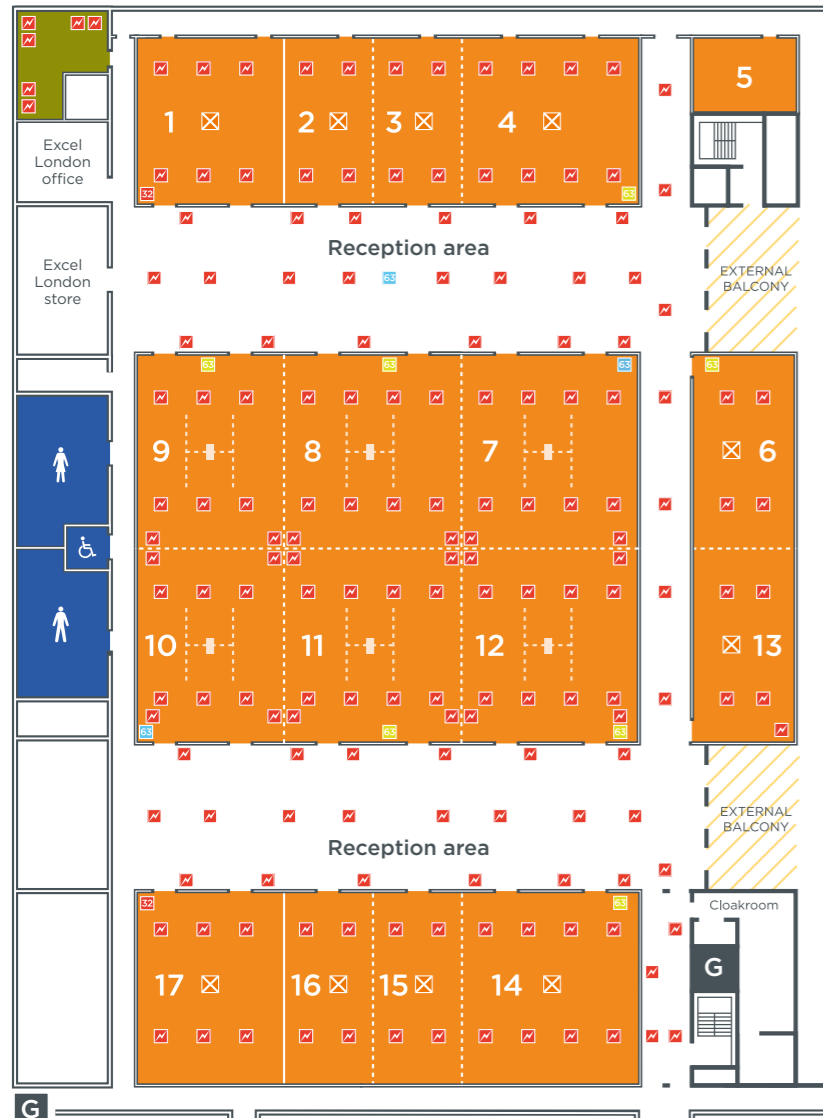 5
1
2
3
4
Excel
London
office
32
63
Reception area
Excel
London
store
63
EXTERNAL
BALCONY
63
63
63
63
9
8
7
6
10
11
12
13
63
63
63
EXTERNAL
BALCONY
Reception area
32
63
Cloakroom
G
17
16
15
14
G